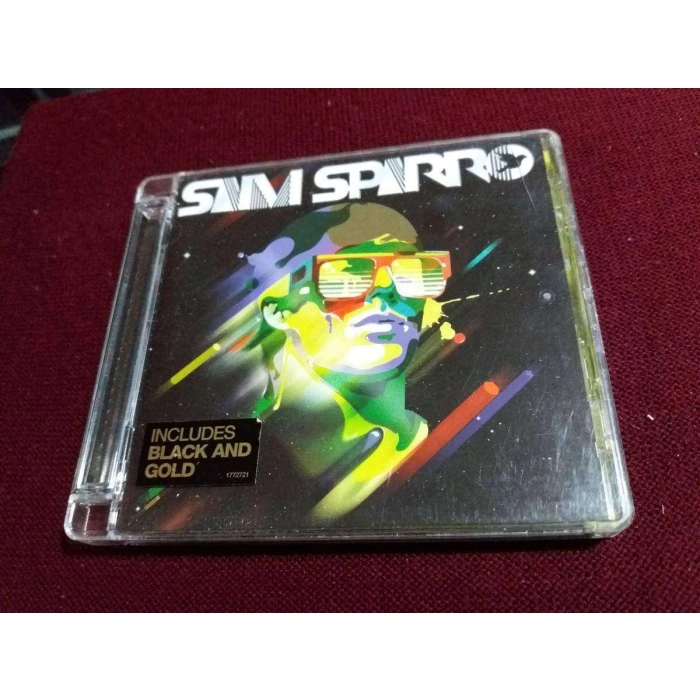 SAM SPARRO
INCLUDES
BLACK AND
GOLD
1772721